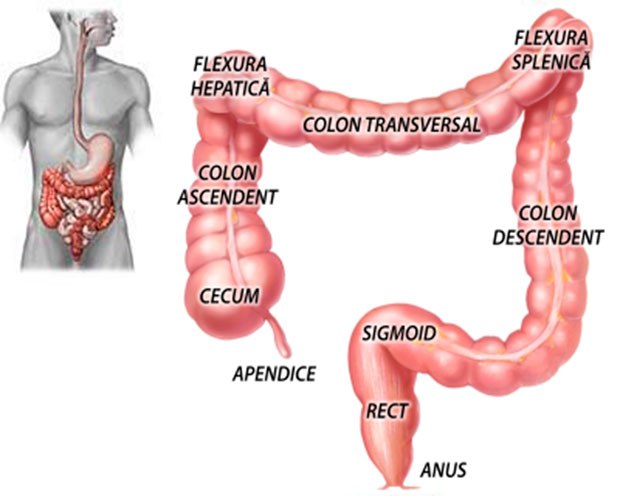 FLEXURA
HEPATICĂ
FLEXURA
SPLENICĂ
COLON TRANSVERSAL
COLON
ASCENDENT
COLON
DESCENDENT
CECUM
SIGMOID
APENDICE
RECT
ANUS